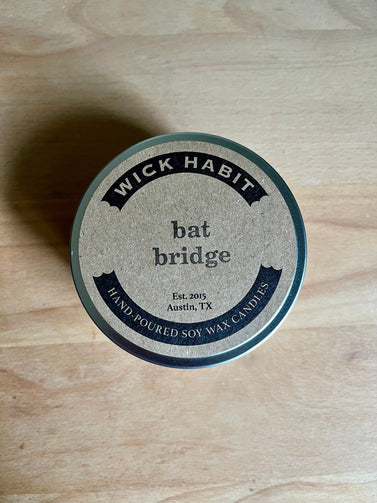 WICK HABIT
bat
bridge
Est. 2015
Austin, TX
HAND-POURED SOY WAX CANDLES